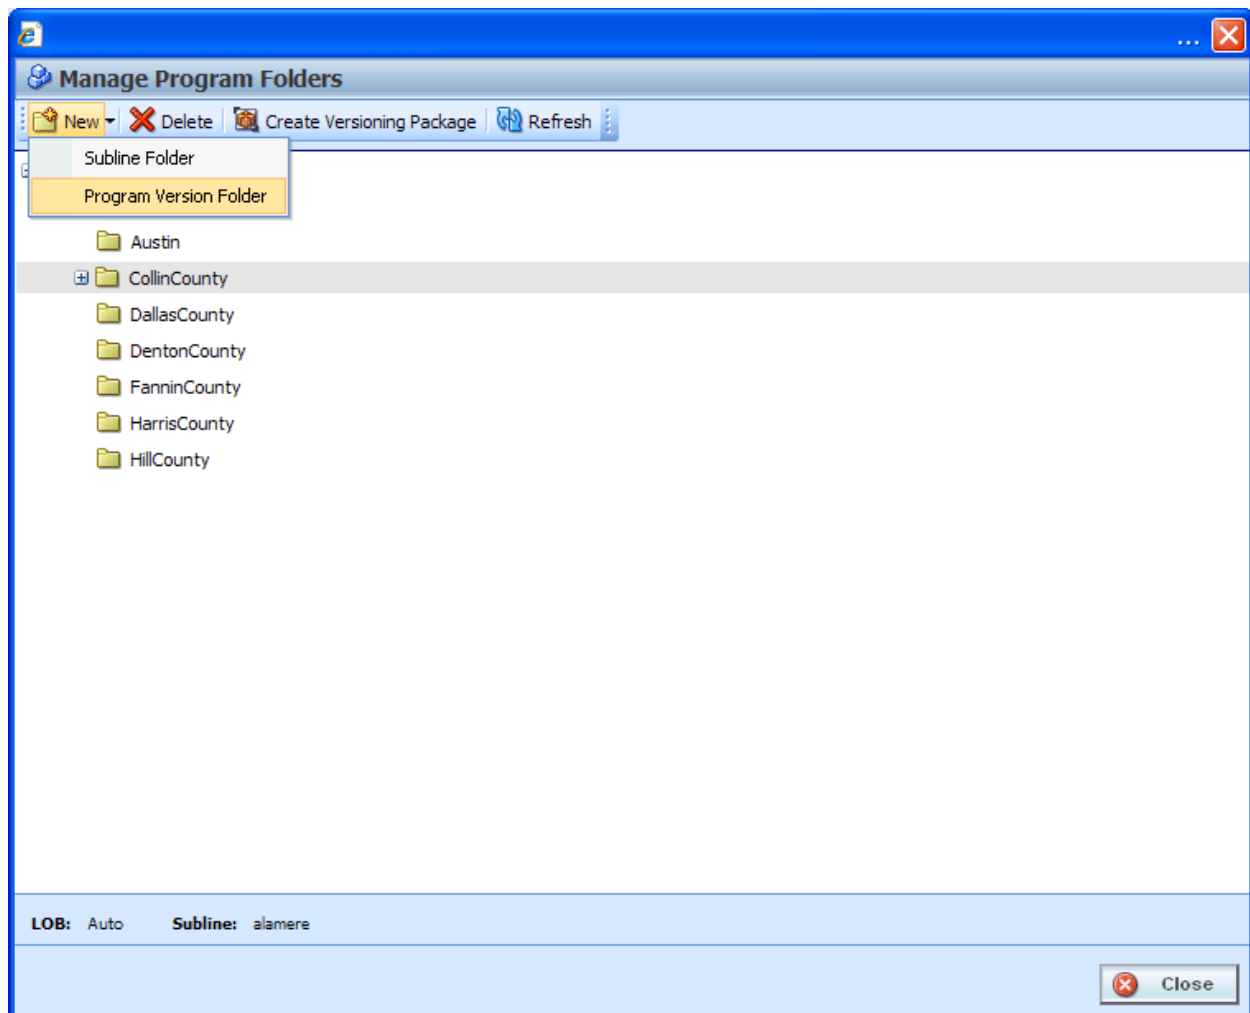 ...
Manage Program Folders
New Delete Create Versioning Package Refresh
Subline Folder
Program Version Folder
Austin
CollinCounty
DallasCounty
DentonCounty
FanninCounty
HarrisCounty
HillCounty
LOB: Auto Subline: alamere
Close